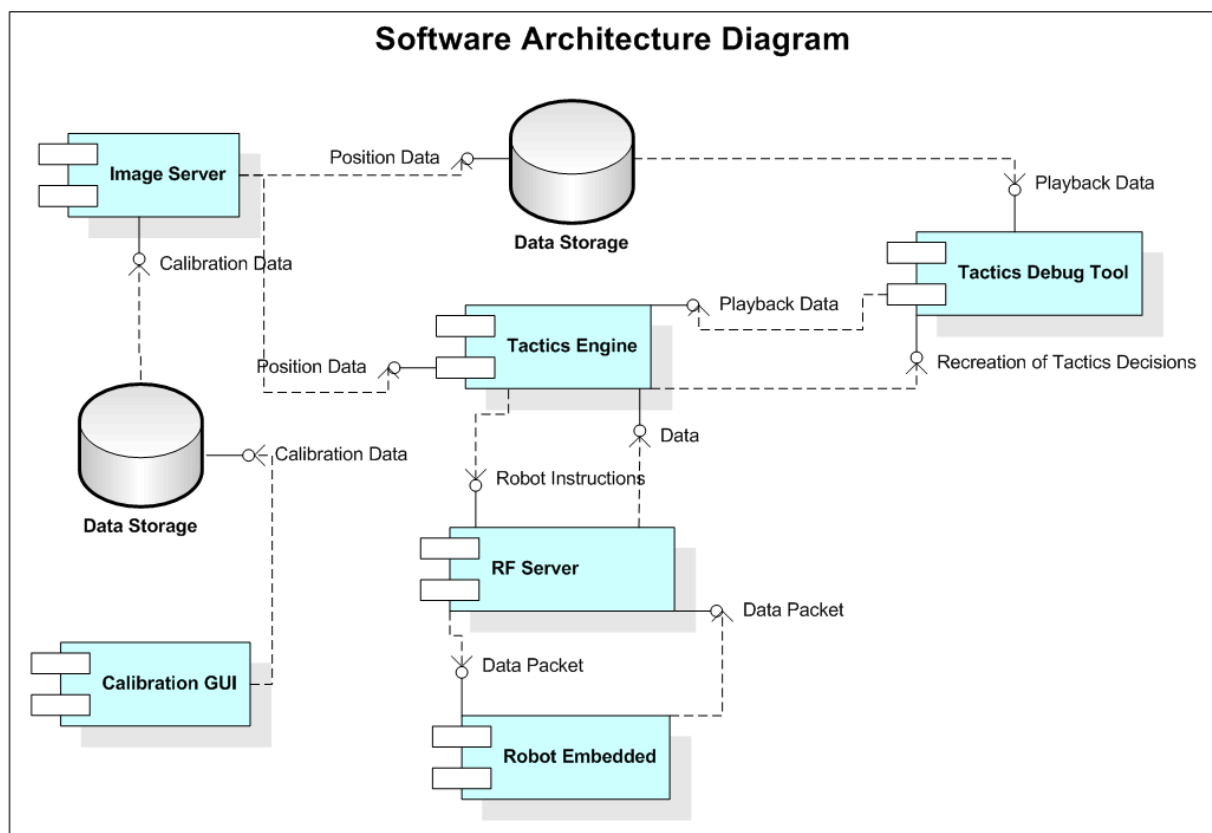 Software Architecture Diagram
Image Server
Position Data
Data Storage
Playback Data
Calibration Data
Tactics Debug Tool
Playback Data
Tactics Engine
Position Data
Recreation of Tactics Decisions
Data
Calibration Data
Robot Instructions
Data Storage
RF Server
Data Packet
Data Packet
Calibration GUI
Robot Embedded